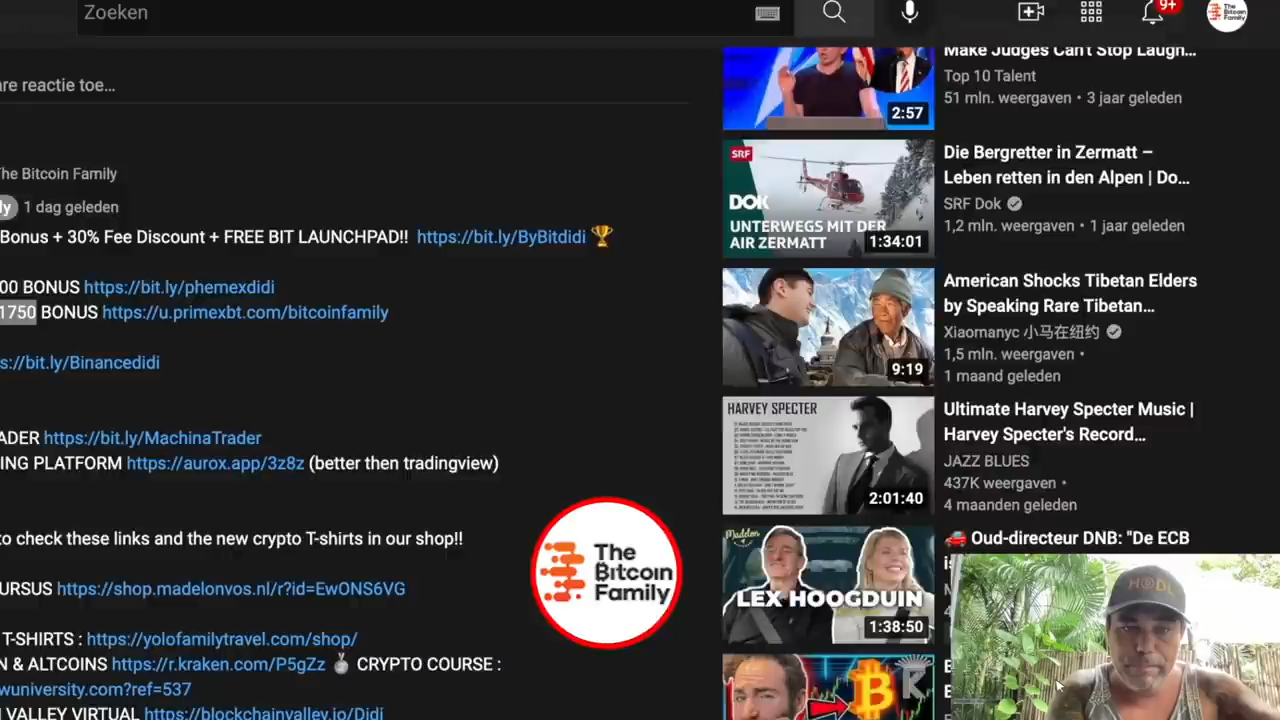 Zoeken
9+
The Bitcoin Family
are reactie toe…
The Bitcoin Family
ly 1 dag geleden
Bonus + 30% Fee Discount + FREE BIT LAUNCHPAD!! https://bit.ly/ByBitdidi 🏆
00 BONUS https://bit.ly/phemexdidi
1750 BONUS https://u.primexbt.com/bitcoinfamily
s://bit.ly/Binancedidi
ADER https://bit.ly/MachinaTrader
ING PLATFORM https://aurox.app/3z8z (beter then tradingview)
to check these links and the new crypto T-shirts in our shop!!
URSUS https://shop.madelonvos.nl/r?id=EwONS6VG
T-SHIRTS : https://yolofamilytravel.com/shop/
N & ALTCOINS https://r.kraken.com/P5gZz 🥈 CRYPTO COURSE :
wuniversity.com?ref=537
VALLEY VIRTUAL https://blockchainvalley.io/Didi
The
Bitcoin
Family
2:57
Make Judges Can't Stop Laugh...
Top 10 Talent
51 mln. weergaven • 3 jaar geleden
SRF
DOK
UNTERWEGS MIT DER
AIR ZERMATT
1:34:01
Die Bergretter in Zermatt –
Leben retten in den Alpen | Do...
SRF Dok
1,2 mln. weergaven • 1 jaar geleden
9:19
American Shocks Tibetan Elders
by Speaking Rare Tibetan...
Xiaomanyc 小马在纽约
1,5 mln. weergaven •
1 maand geleden
HARVEY SPECTER
2:01:40
Ultimate Harvey Specter Music |
Harvey Specter's Record...
JAZZ BLUES
437K weergaven •
4 maanden geleden
Madelon
LEX HOOGDUIN
1:38:50
🚗 Oud-directeur DNB: "De ECB
HODL